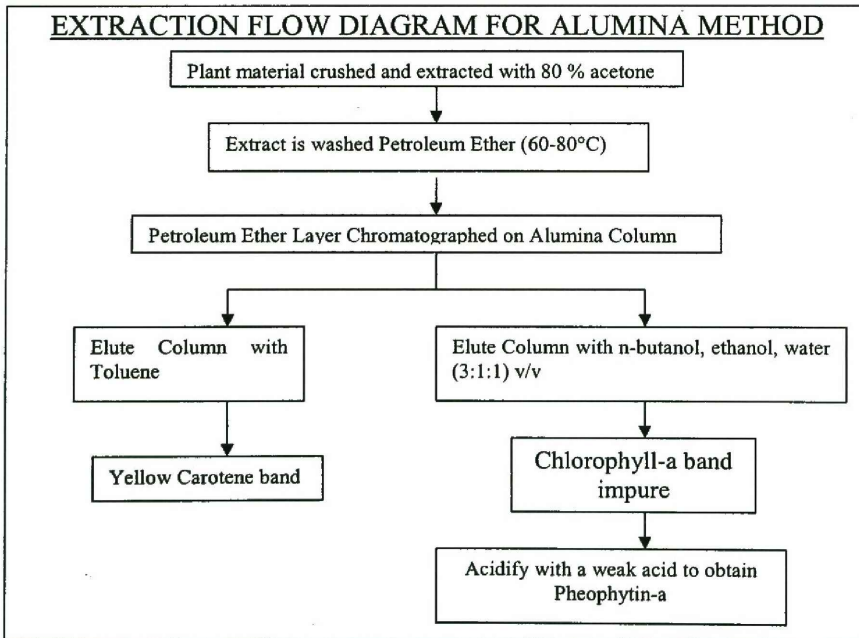 EXTRACTION FLOW DIAGRAM FOR ALUMINA METHOD
Plant material crushed and extracted with 80 % acetone
Extract is washed Petroleum Ether (60-80°C)
Petroleum Ether Layer Chromatographed on Alumina Column
Elute Column with
Toluene
Elute Column with n-butanol, ethanol, water
(3:1:1) v/v
Yellow Carotene band
Chlorophyll-a band
impure
Acidify with a weak acid to obtain
Pheophytin-a